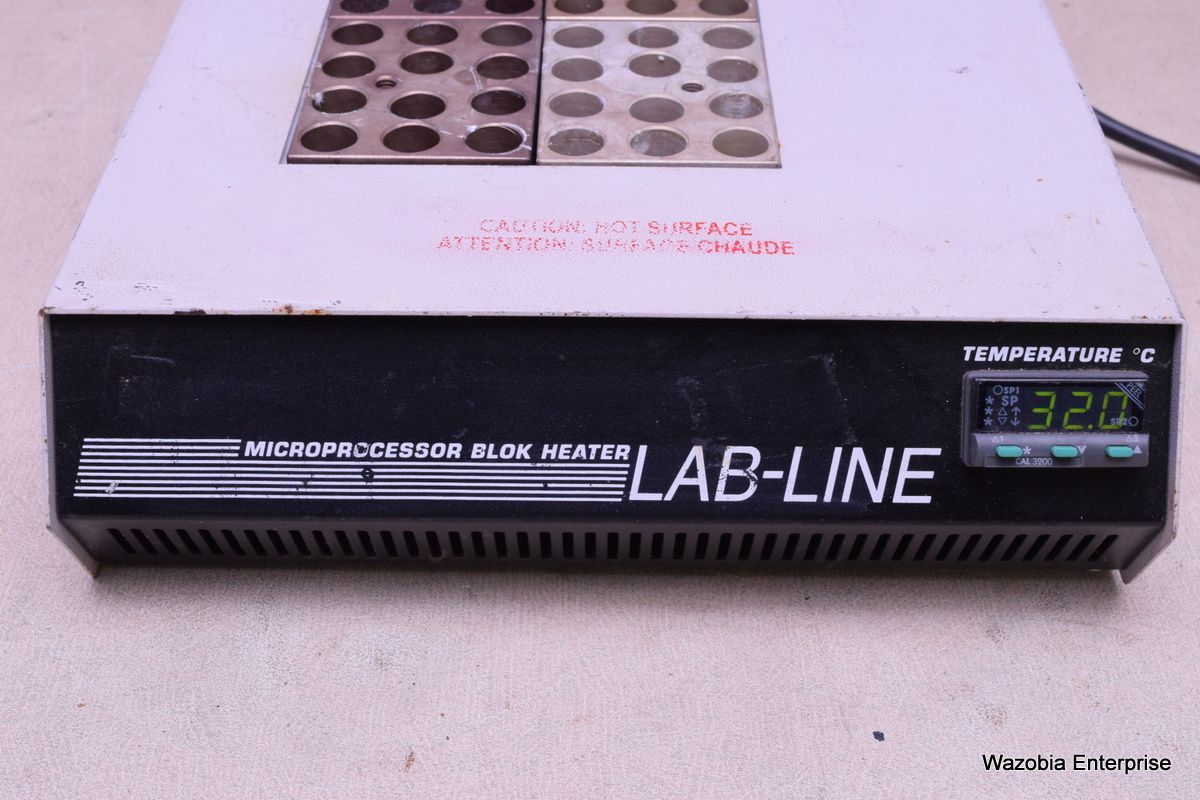 CAUTION: HOT SURFACE
ATTENTION: SURFACE CHAUDE
TEMPERATURE °C
SP1
SP
32.0
PEEL
SP2
CAL 3200
MICROPROCESSOR BLOK HEATER
LAB-LINE
Wazobia Enterprise